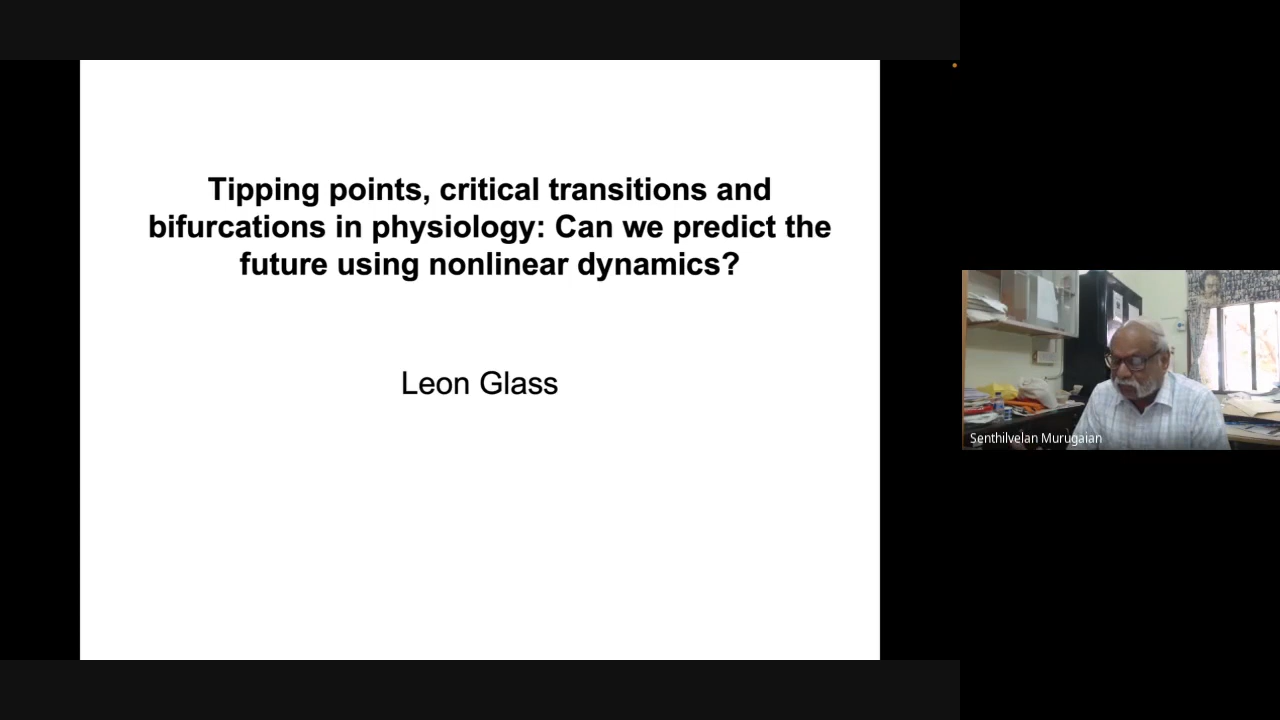 Tipping points, critical transitions and
bifurcations in physiology: Can we predict the
future using nonlinear dynamics?
Leon Glass
Senthilvelan Murugaian